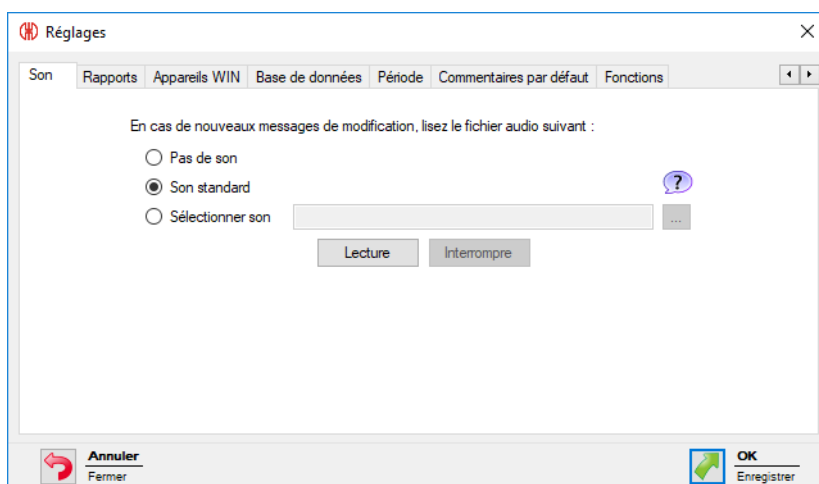 Réglages
Son Rapports Appareils WIN Base de données Période Commentaires par défaut Fonctions
En cas de nouveaux messages de modification, lisez le fichier audio suivant :
Pas de son
Son standard
?
Sélectionner son ...
Lecture Interrompre
Annuler OK
Fermer Enregistrer